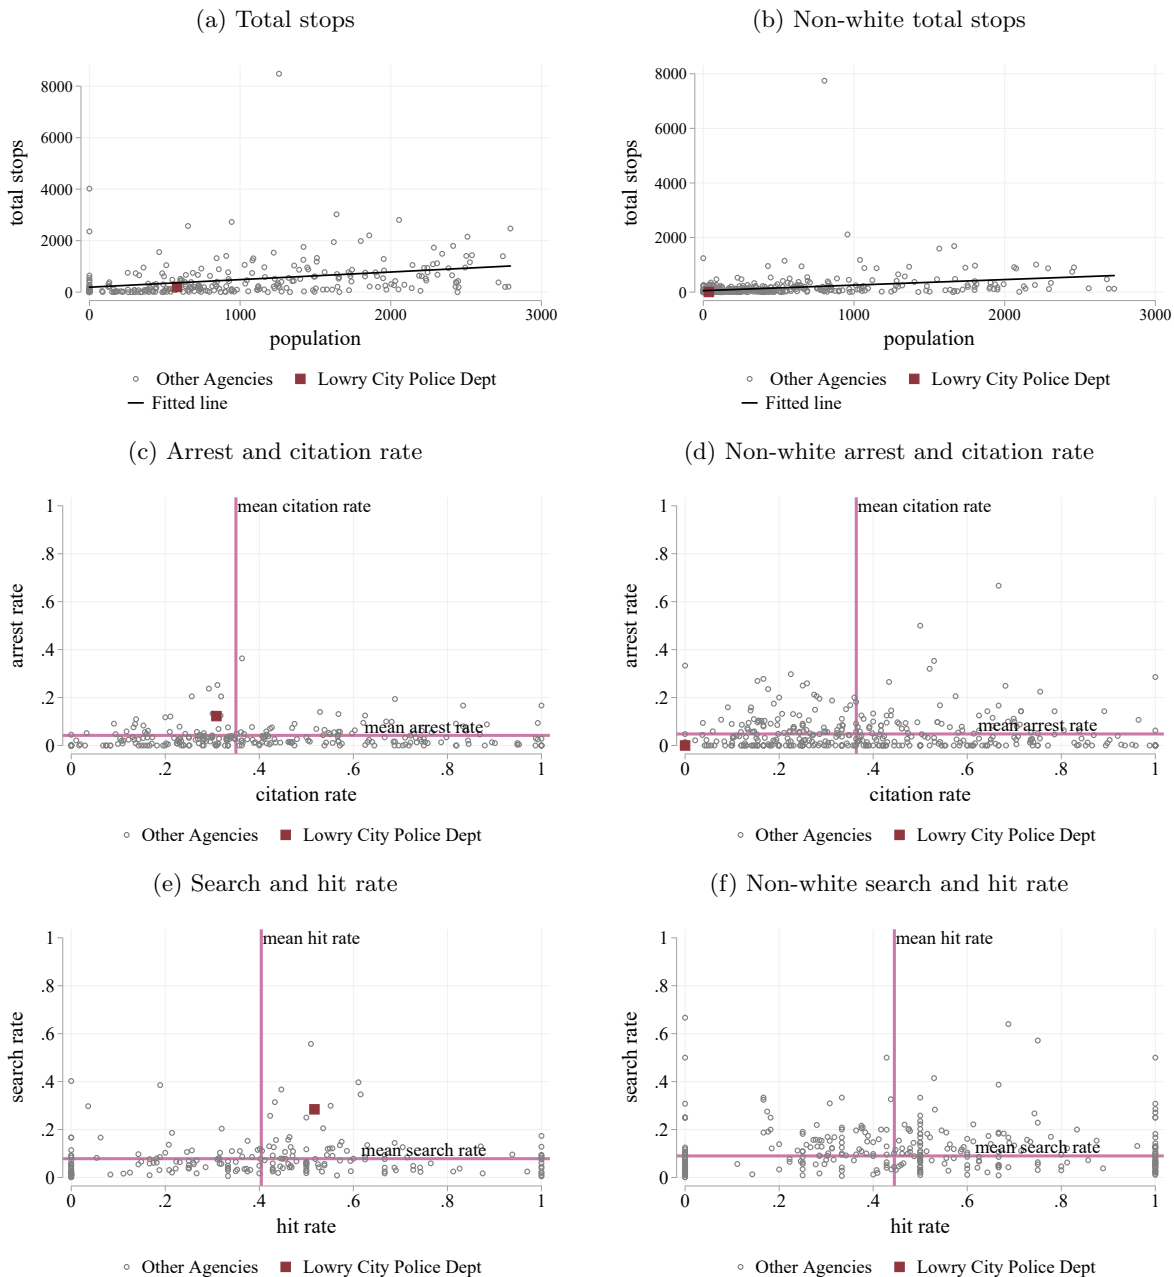 (a) Total stops
(b) Non-white total stops
8000
6000
4000
2000
0
total stops
0 1000 2000 3000
population
○ Other Agencies ■ Lowry City Police Dept
— Fitted line
8000
6000
4000
2000
0
total stops
0 1000 2000 3000
population
○ Other Agencies ■ Lowry City Police Dept
— Fitted line
(c) Arrest and citation rate
(d) Non-white arrest and citation rate
1
.8
.6
.4
.2
0
arrest rate
mean citation rate
mean arrest rate
0 .2 .4 .6 .8 1
citation rate
○ Other Agencies ■ Lowry City Police Dept
1
.8
.6
.4
.2
0
arrest rate
mean citation rate
mean arrest rate
0 .2 .4 .6 .8 1
citation rate
○ Other Agencies ■ Lowry City Police Dept
(e) Search and hit rate
(f) Non-white search and hit rate
1
.8
.6
.4
.2
0
search rate
mean hit rate
mean search rate
0 .2 .4 .6 .8 1
hit rate
○ Other Agencies ■ Lowry City Police Dept
1
.8
.6
.4
.2
0
search rate
mean hit rate
mean search rate
0 .2 .4 .6 .8 1
hit rate
○ Other Agencies ■ Lowry City Police Dept